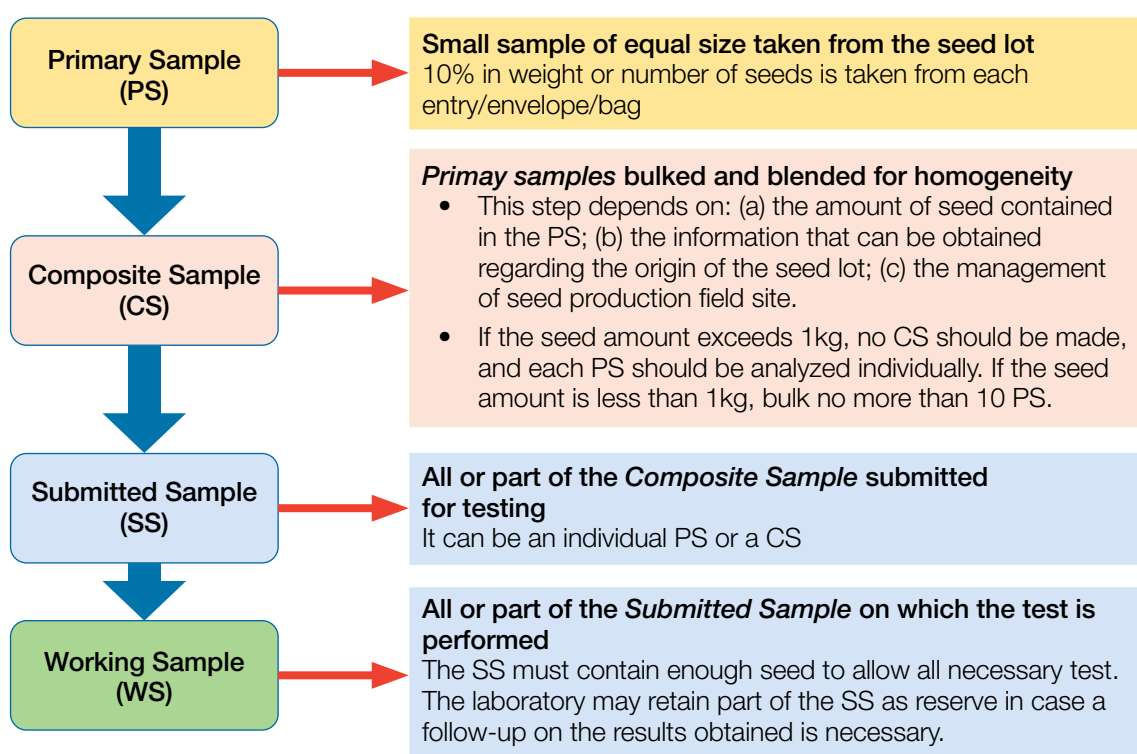 Primary Sample
(PS)
Small sample of equal size taken from the seed lot
10% in weight or number of seeds is taken from each
entry/envelope/bag
Composite Sample
(CS)
Primay samples bulked and blended for homogeneity
• This step depends on: (a) the amount of seed contained
in the PS; (b) the information that can be obtained
regarding the origin of the seed lot; (c) the management
of seed production field site.
• If the seed amount exceeds 1kg, no CS should be made,
and each PS should be analyzed individually. If the seed
amount is less than 1kg, bulk no more than 10 PS.
Submitted Sample
(SS)
All or part of the Composite Sample submitted
for testing
It can be an individual PS or a CS
Working Sample
(WS)
All or part of the Submitted Sample on which the test is
performed
The SS must contain enough seed to allow all necessary test.
The laboratory may retain part of the SS as reserve in case a
follow-up on the results obtained is necessary.